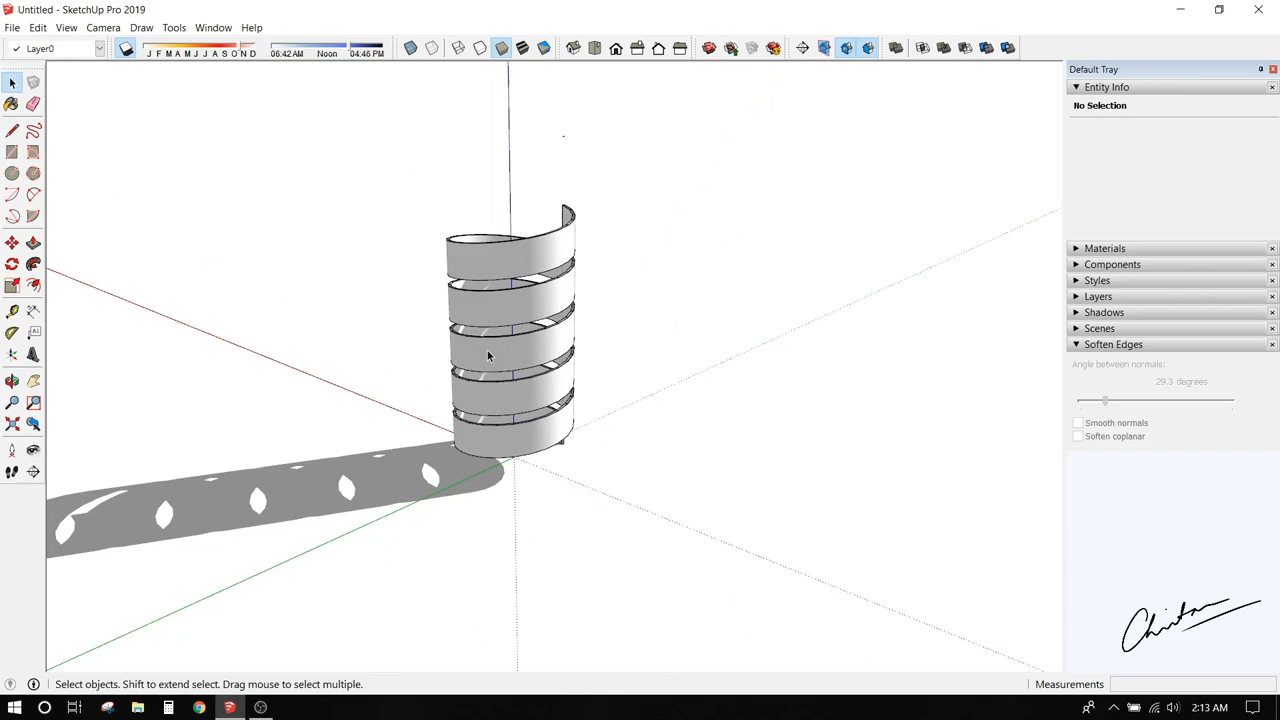 Untitled - SketchUp Pro 2019
File Edit View Camera Draw Tools Window Help
Layer0
J F M A M J J A S O N D
06:42 AM Noon 04:46 PM
Default Tray
Entity Info
No Selection
Materials
Components
Styles
Layers
Shadows
Scenes
Soften Edges
Angle between normals:
29.3 degrees
Smooth normals
Soften coplanar
Select objects. Shift to extend select. Drag mouse to select multiple.
Measurements
2:13 AM